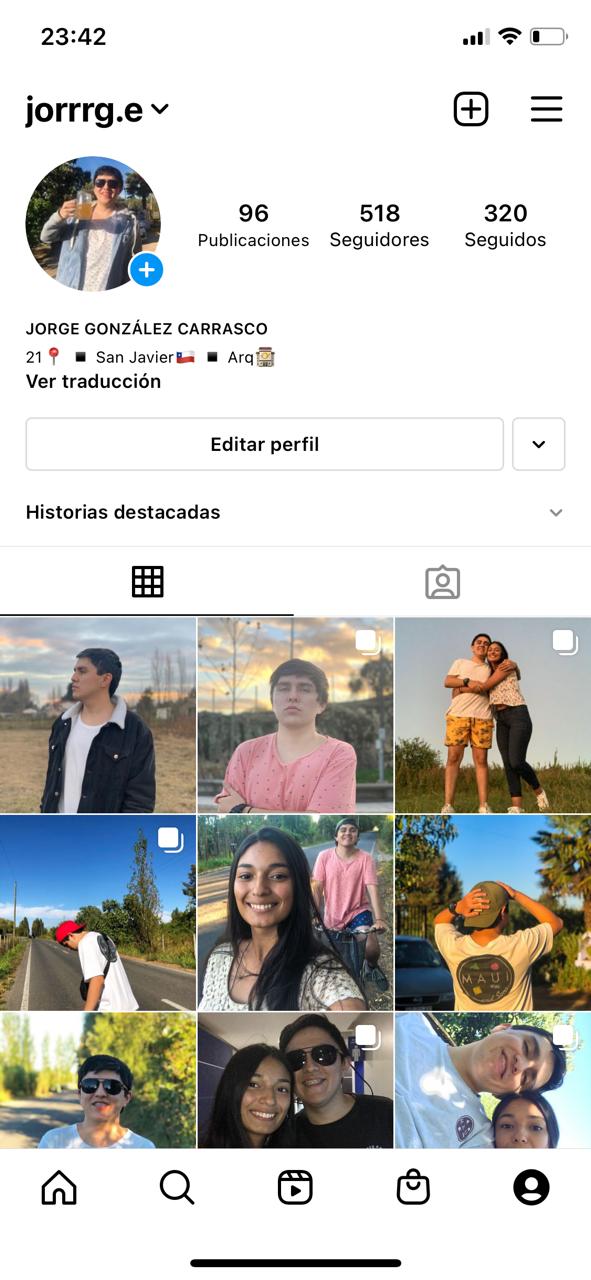 23:42
jorrrg.e
96 518 320
Publicaciones Seguidores Seguidos
JORGE GONZÁLEZ CARRASCO
21📍 ◾ San Javier🇨🇱 ◾ Arq🏤
Ver traducción
Editar perfil
Historias destacadas
MAUI